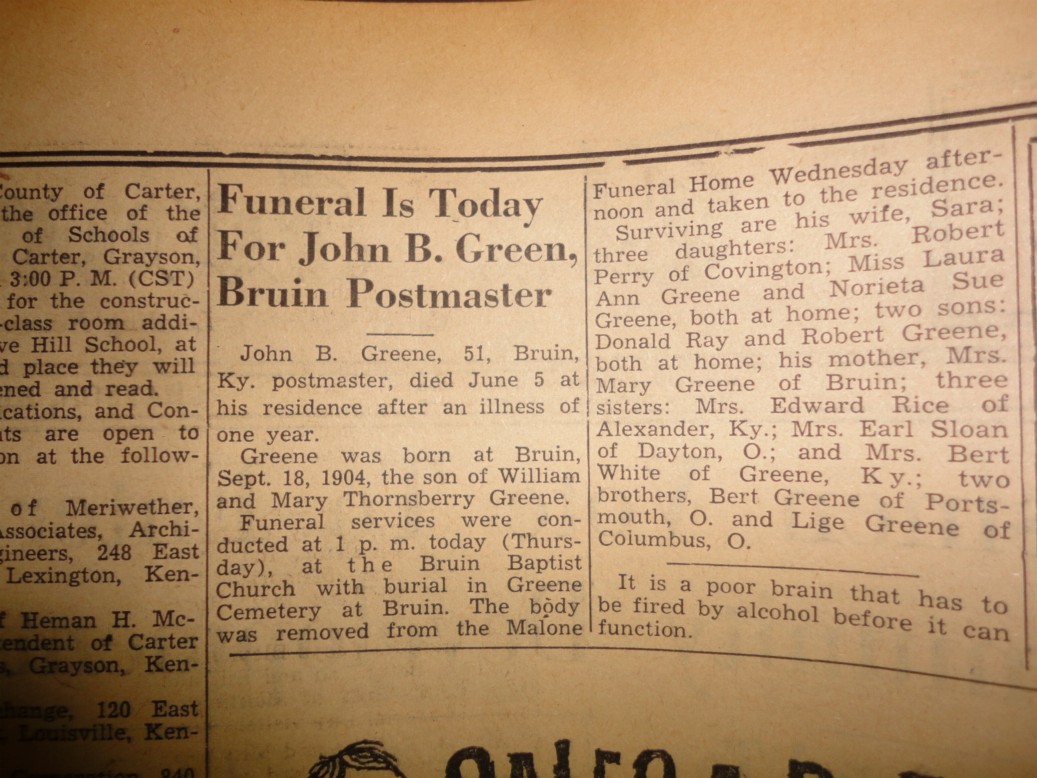 County of Carter,
the office of the
of Schools of
Carter, Grayson,
3:00 P. M. (CST)
for the construc-
-class room addi-
ve Hill School, at
d place they will
ened and read.
ications, and Con-
ts are open to
on at the follow-
of Meriwether,
Associates, Archi-
gineers, 248 East
Lexington, Ken-
f Heman H. Mc-
tendent of Carter
s, Grayson, Ken-
change, 120 East
Louisville, Ken-
Funeral Is Today
For John B. Green,
Bruin Postmaster
John B. Greene, 51, Bruin,
Ky. postmaster, died June 5 at
his residence after an illness of
one year.
Greene was born at Bruin,
Sept. 18, 1904, the son of William
and Mary Thornsberry Greene.
Funeral services were con-
ducted at 1 p. m. today (Thurs-
day), at the Bruin Baptist
Church with burial in Greene
Cemetery at Bruin. The body
was removed from the Malone
Funeral Home Wednesday after-
noon and taken to the residence.
Surviving are his wife, Sara;
three daughters: Mrs. Robert
Perry of Covington; Miss Laura
Ann Greene and Norieta Sue
Greene, both at home; two sons:
Donald Ray and Robert Greene,
both at home; his mother, Mrs.
Mary Greene of Bruin; three
sisters: Mrs. Edward Rice of
Alexander, Ky.; Mrs. Earl Sloan
of Dayton, O.; and Mrs. Bert
White of Greene, Ky.; two
brothers, Bert Greene of Ports-
mouth, O. and Lige Greene of
Columbus, O.
It is a poor brain that has to
be fired by alcohol before it can
function.